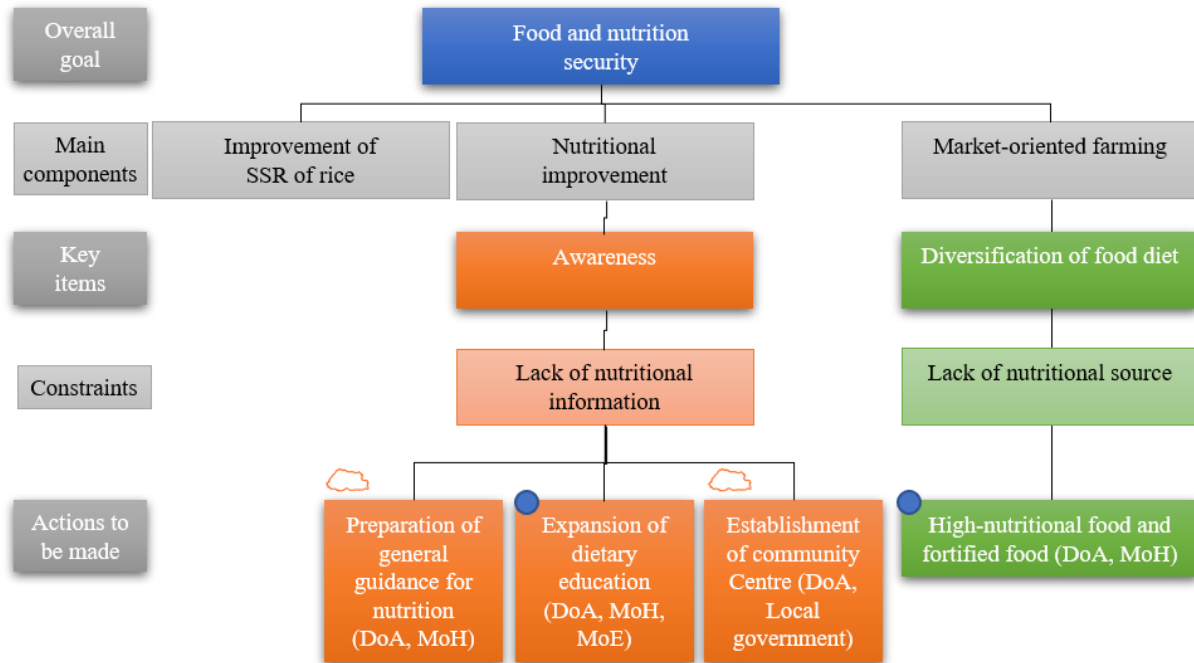 Overall
goal
Food and nutrition
security
Main
components
Improvement of
SSR of rice
Nutritional
improvement
Market-oriented farming
Key
items
Awareness
Diversification of food diet
Constraints
Lack of nutritional
information
Lack of nutritional source
Actions to
be made
Preparation of
general
guidance for
nutrition
(DoA, MoH)
Expansion of
dietary
education
(DoA, MoH,
MoE)
Establishment
of community
Centre (DoA,
Local
government)
High-nutritional food and
fortified food (DoA, MoH)